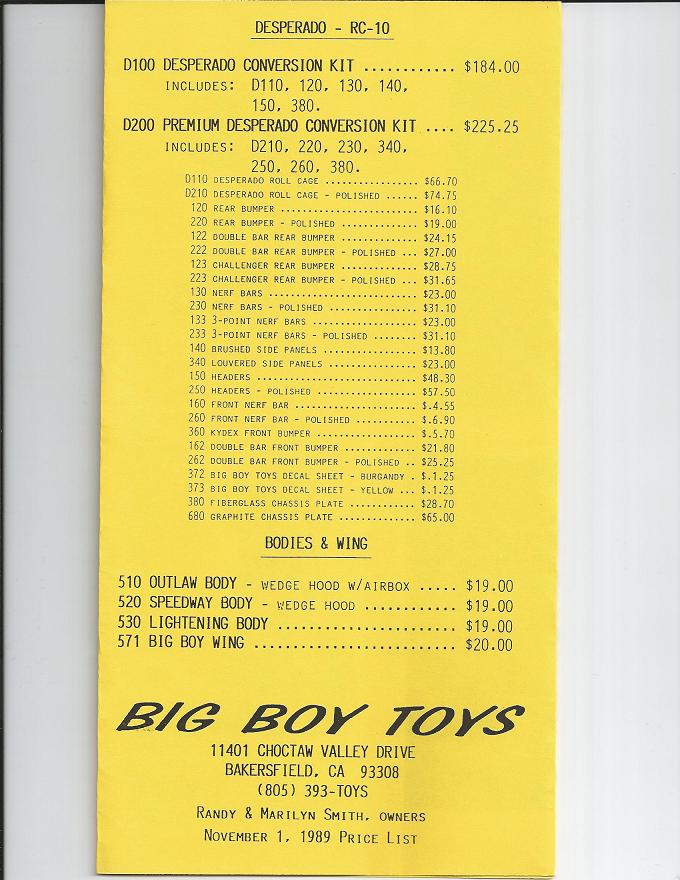 DESPERADO - RC-10
D100 DESPERADO CONVERSION KIT ............ $184.00
INCLUDES: D110, 120, 130, 140,
150, 380.
D200 PREMIUM DESPERADO CONVERSION KIT .... $225.25
INCLUDES: D210, 220, 230, 340,
250, 260, 380.
D110 DESPERADO ROLL CAGE ................. $66.70
D210 DESPERADO ROLL CAGE - POLISHED ...... $74.75
120 REAR BUMPER ......................... $16.10
220 REAR BUMPER - POLISHED .............. $19.00
122 DOUBLE BAR REAR BUMPER .............. $24.15
222 DOUBLE BAR REAR BUMPER - POLISHED ... $27.00
123 CHALLENGER REAR BUMPER .............. $28.75
223 CHALLENGER REAR BUMPER - POLISHED ... $31.65
130 NERF BARS ........................... $23.00
230 NERF BARS - POLISHED ................ $31.10
133 3-POINT NERF BARS ................... $23.00
233 3-POINT NERF BARS - POLISHED ........ $31.10
140 BRUSHED SIDE PANELS ................. $13.80
340 LOUVERED SIDE PANELS ................ $23.00
150 HEADERS ............................. $48.30
250 HEADERS - POLISHED .................. $57.50
160 FRONT NERF BAR ...................... $.4.55
260 FRONT NERF BAR - POLISHED ........... $.6.90
360 KYDEX FRONT BUMPER .................. $.5.70
162 DOUBLE BAR FRONT BUMPER ............. $21.80
262 DOUBLE BAR FRONT BUMPER - POLISHED .. $25.25
372 BIG BOY TOYS DECAL SHEET - BURGANDY . $.1.25
373 BIG BOY TOYS DECAL SHEET - YELLOW ... $.1.25
380 FIBERGLASS CHASSIS PLATE ............ $28.70
680 GRAPHITE CHASSIS PLATE .............. $65.00
BODIES & WING
510 OUTLAW BODY - WEDGE HOOD W/AIRBOX ..... $19.00
520 SPEEDWAY BODY - WEDGE HOOD ............ $19.00
530 LIGHTENING BODY ....................... $19.00
571 BIG BOY WING .......................... $20.00
BIG BOY TOYS
11401 CHOCTAW VALLEY DRIVE
BAKERSFIELD, CA 93308
(805) 393-TOYS
RANDY & MARILYN SMITH, OWNERS
NOVEMBER 1, 1989 PRICE LIST